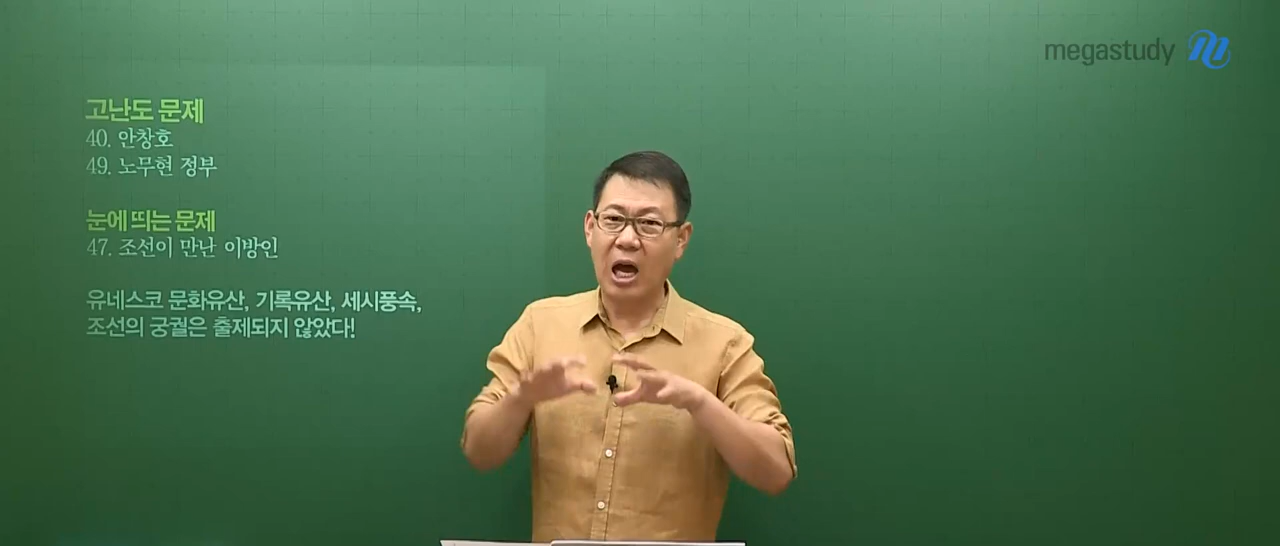 megastudy
고난도 문제
40. 안창호
49. 노무현 정부
눈에 띄는 문제
47. 조선이 만난 이방인
유네스코 문화유산, 기록유산, 세시풍속,
조선의 궁궐은 출제되지 않았다!